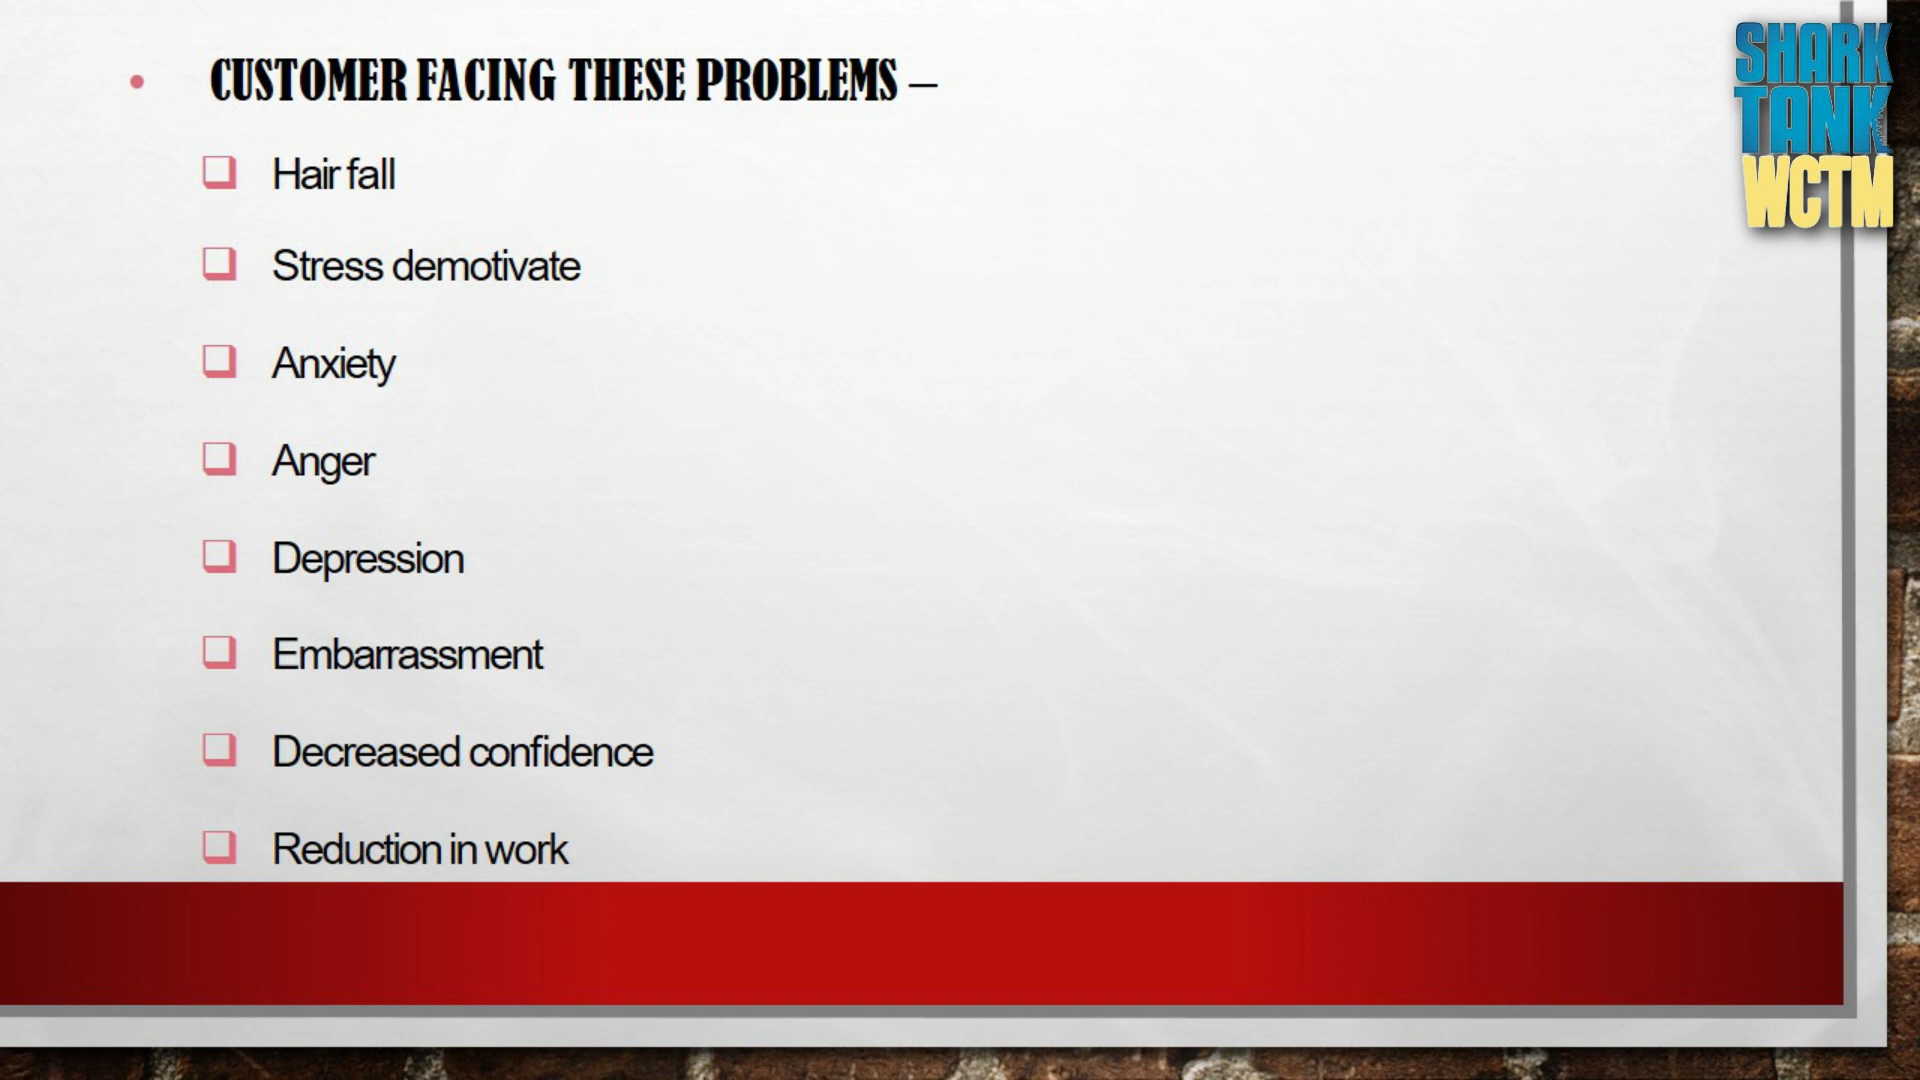 CUSTOMER FACING THESE PROBLEMS –
Hair fall
Stress demotivate
Anxiety
Anger
Depression
Embarrassment
Decreased confidence
Reduction in work
SHARK
TANK
WCTM